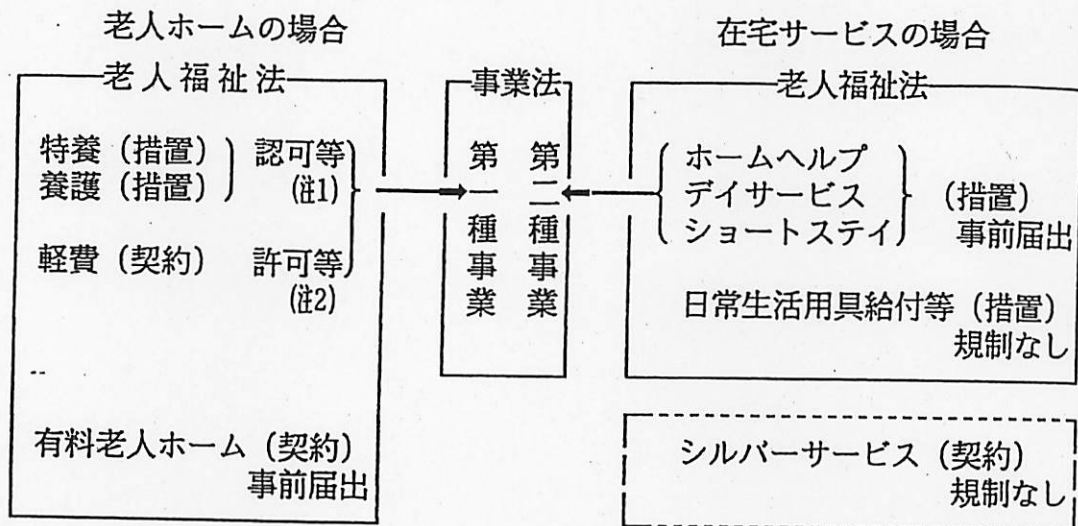 老人ホームの場合
老人福祉法
特養（措置）
養護（措置）
認可等
(注1)
軽費（契約）
許可等
(注2)
有料老人ホーム（契約）
事前届出
事業法
第一種事業
第二種事業
在宅サービスの場合
老人福祉法
ホームヘルプ
デイサービス
ショートステイ
（措置）
事前届出
日常生活用具給付等（措置）
規制なし
シルバーサービス（契約）
規制なし